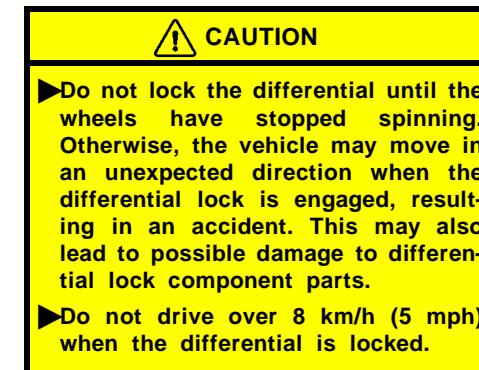 CAUTION
▶Do not lock the differential until the
wheels have stopped spinning.
Otherwise, the vehicle may move in
an unexpected direction when the
differential lock is engaged, result-
ing in an accident. This may also
lead to possible damage to differen-
tial lock component parts.
▶Do not drive over 8 km/h (5 mph)
when the differential is locked.